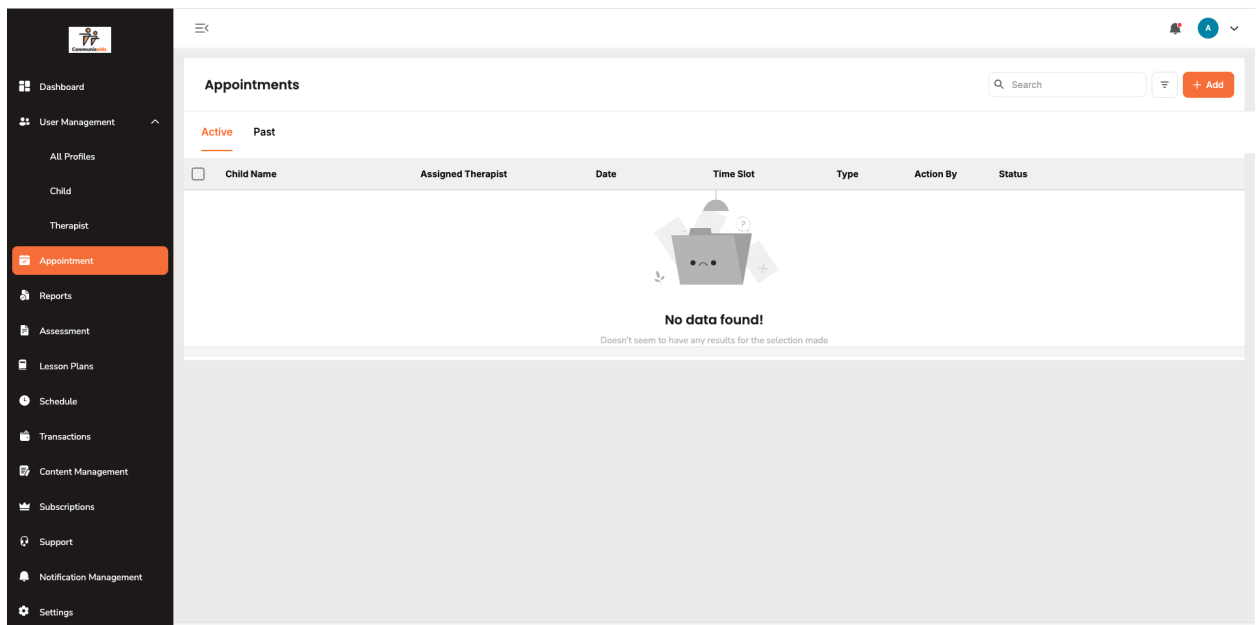 Communicaids
A
Dashboard
User Management
All Profiles
Child
Therapist
Appointment
Reports
Assessment
Lesson Plans
Schedule
Transactions
Content Management
Subscriptions
Support
Notification Management
Settings
Appointments
Search
+ Add
Active Past
Child Name Assigned Therapist Date Time Slot Type Action By Status
?
No data found!
Doesn't seem to have any results for the selection made